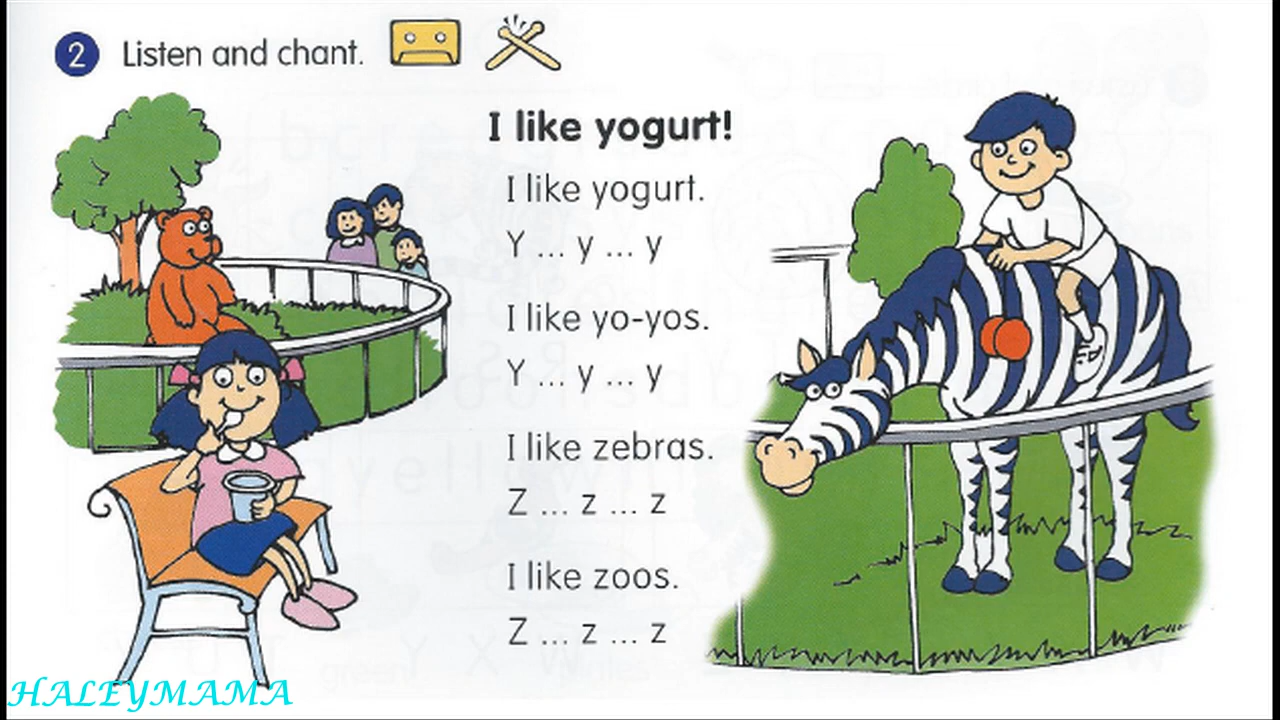 2 Listen and chant.
I like yogurt!
I like yogurt.
Y ... y ... y
I like yo-yos.
Y ... y ... y
I like zebras.
Z ... z ... z
I like zoos.
Z ... z ... z
HALEYMAMA